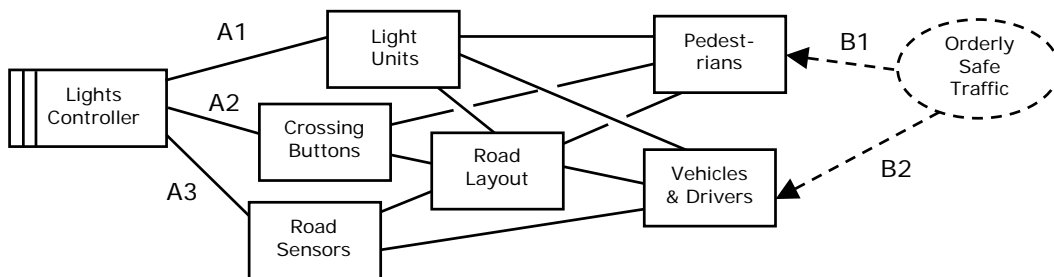 A1
A2
A3
Lights
Controller
Light
Units
Crossing
Buttons
Road
Sensors
Road
Layout
Pedest-
rians
Vehicles
& Drivers
B1
B2
Orderly
Safe
Traffic